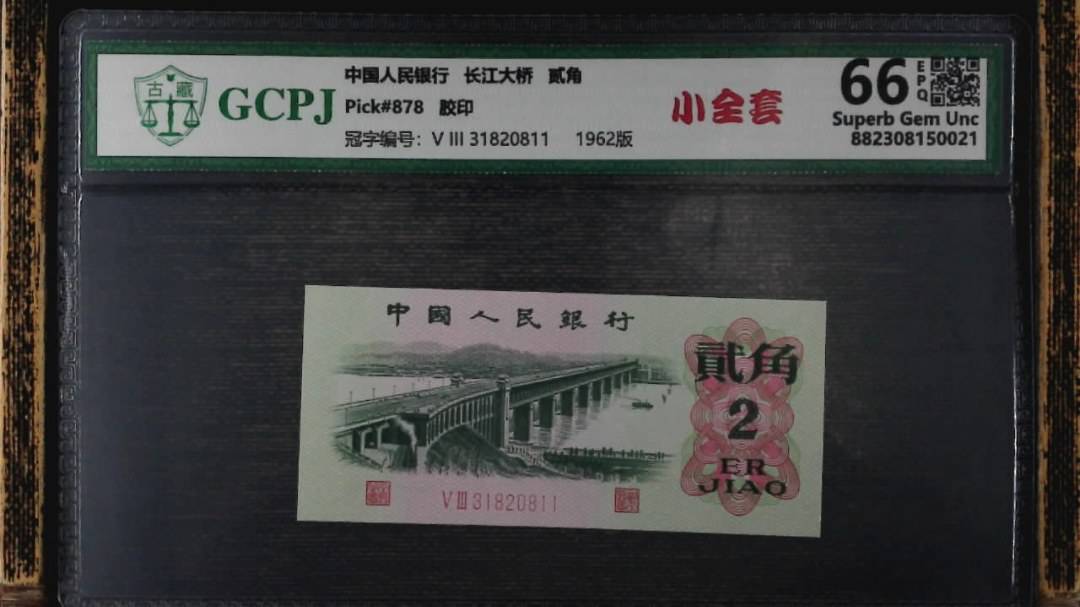 古藏
GCPJ
中国人民银行 长江大桥 贰角
Pick#878 胶印
冠字编号: V III 31820811 1962版
小全套
66
EPQ
Superb Gem Unc
882308150021
中國人民銀行
貳角
2
ER
JIAO
V III 31820811